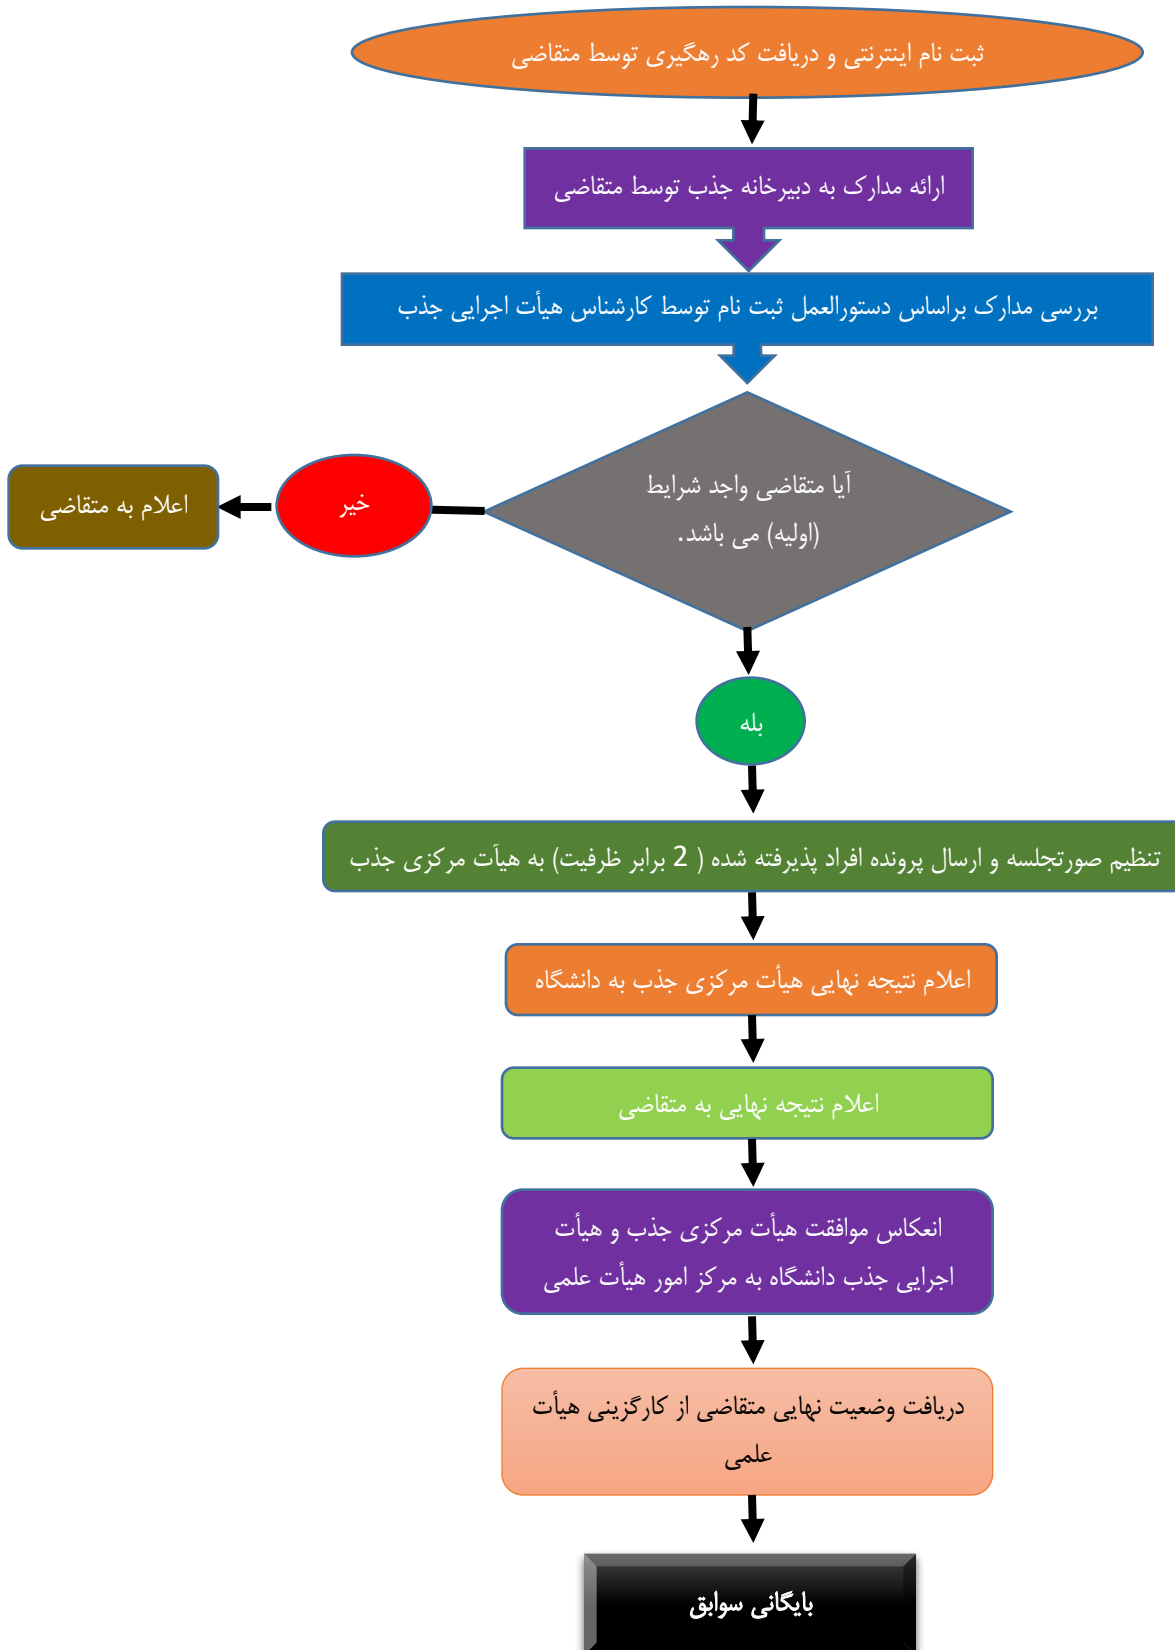 ثبت نام اینترنتی و دریافت کد رهگیری توسط متقاضی
ارائه مدارک به دبیرخانه جذب توسط متقاضی
بررسی مدارک براساس دستورالعمل ثبت نام توسط کارشناس هیأت اجرایی جذب
آیا متقاضی واجد شرایط
(اولیه) می باشد.
خیر
اعلام به متقاضی
بله
تنظیم صورتجلسه و ارسال پرونده افراد پذیرفته شده ( 2 برابر ظرفیت) به هیآت مرکزی جذب
اعلام نتیجه نهایی هیأت مرکزی جذب به دانشگاه
اعلام نتیجه نهایی به متقاضی
انعکاس موافقت هیأت مرکزی جذب و هیأت
اجرایی جذب دانشگاه به مرکز امور هیأت علمی
دریافت وضعیت نهایی متقاضی از کارگزینی هیأت
علمی
بایگانی سوابق